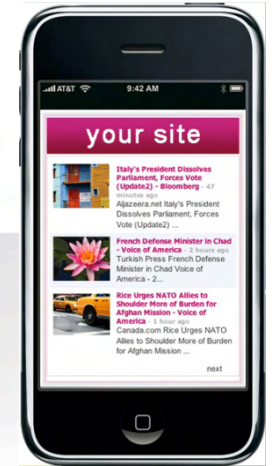 AT&T 9:42 AM
your site
Italy's President Dissolves
Parliament, Forces Vote
(Update2) - Bloomberg - 47
minutes ago
Aljazeera.net Italy's President
Dissolves Parliament, Forces
Vote (Update2) ...
French Defense Minister in Chad
- Voice of America - 2 hours ago
Turkish Press French Defense
Minister in Chad Voice of
America - 2...
Rice Urges NATO Allies to
Shoulder More of Burden for
Afghan Mission - Voice of
America - 1 hour ago
Canada.com Rice Urges NATO
Allies to Shoulder More of Burden
for Afghan Mission ...
next